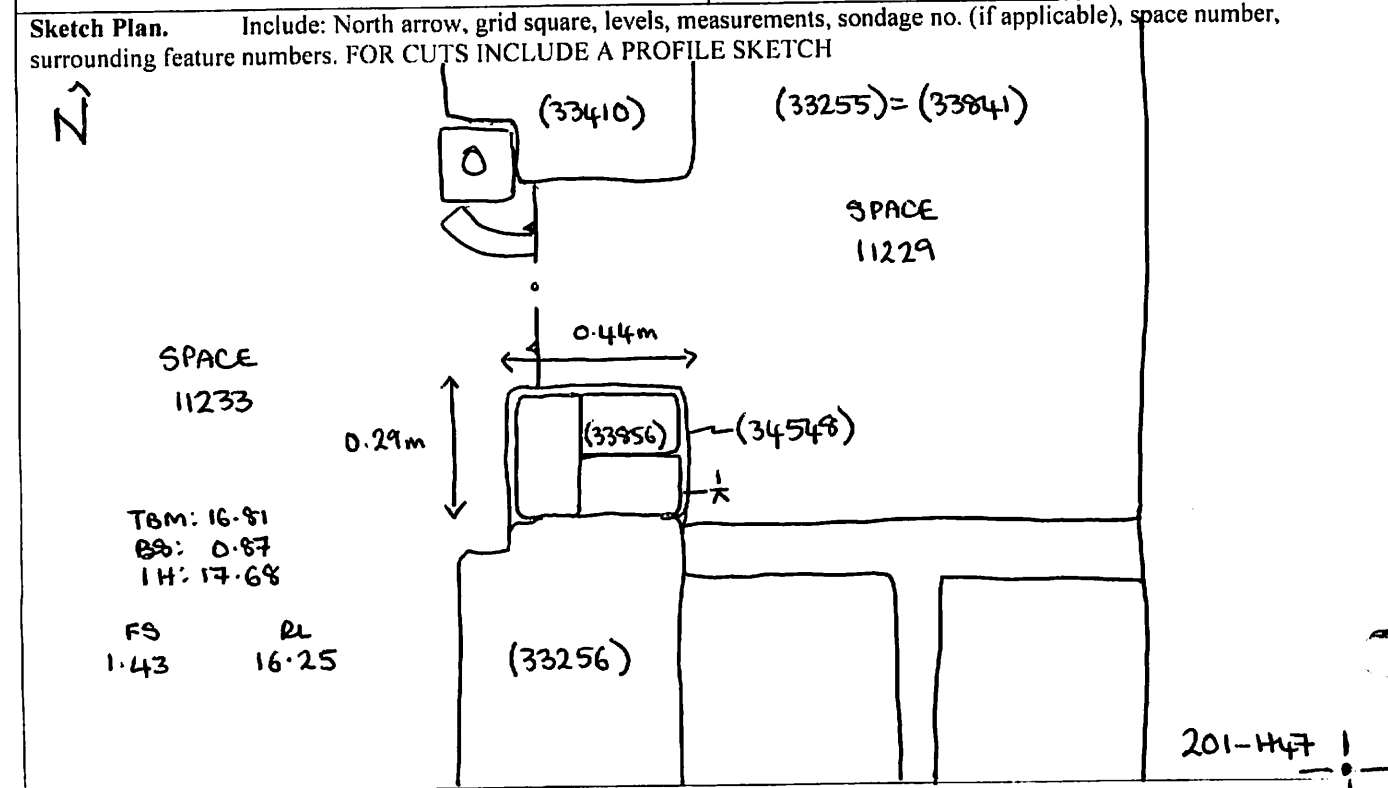 Sketch Plan. Include: North arrow, grid square, levels, measurements, sondage no. (if applicable), space number,
surrounding feature numbers. FOR CUTS INCLUDE A PROFILE SKETCH
N
(33410)
(33255)= (33841)
SPACE
11229
0.44m
SPACE
11233
0.29m
(33856)
(34548)
1
TBM: 16.81
BS: 0.87
IH: 17.68
FS RL
1.43 16.25
(33256)
201-H47